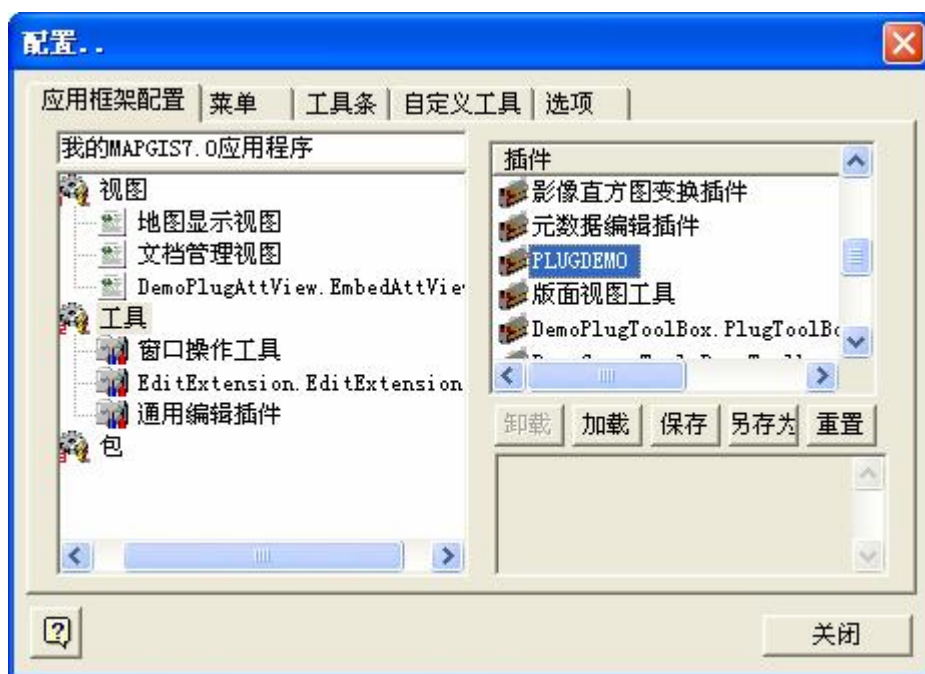 配置..
应用框架配置 菜单 工具条 自定义工具 选项
我的MAPGIS7.0应用程序
视图
地图显示视图
文档管理视图
DemoPlugAttView.EmbedAttVie
工具
窗口操作工具
EditExtension.EditExtension
通用编辑插件
包
插件
影像直方图变换插件
元数据编辑插件
PLUGDEMO
版面视图工具
DemoPlugToolBox.PlugToolBo
卸载 加载 保存 另存为 重置
关闭